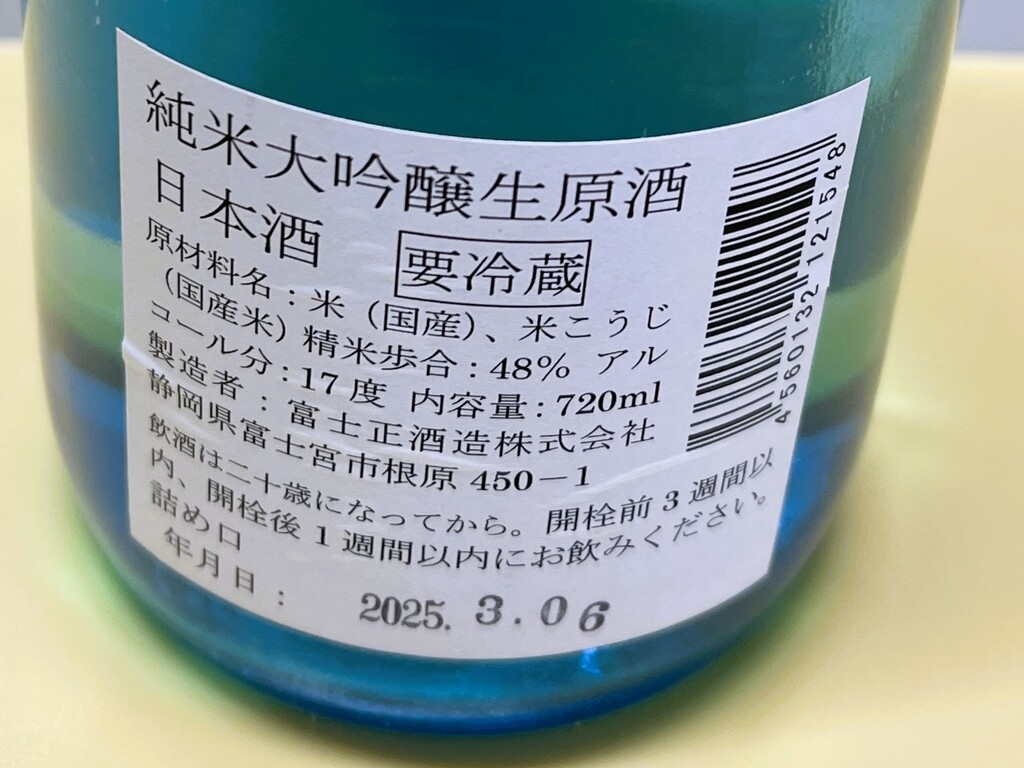 純米大吟醸生原酒
日本酒 要冷蔵
原材料名：米（国産）、米こうじ
（国産米）精米歩合：48% アル
コール分：17度 内容量：720ml
製造者：富士正酒造株式会社
静岡県富士宮市根原450－1
飲酒は二十歳になってから。開栓前3週間以
内、開栓後1週間以内にお飲みください。
詰め口
年月日： 2025. 3.06
4560132121548